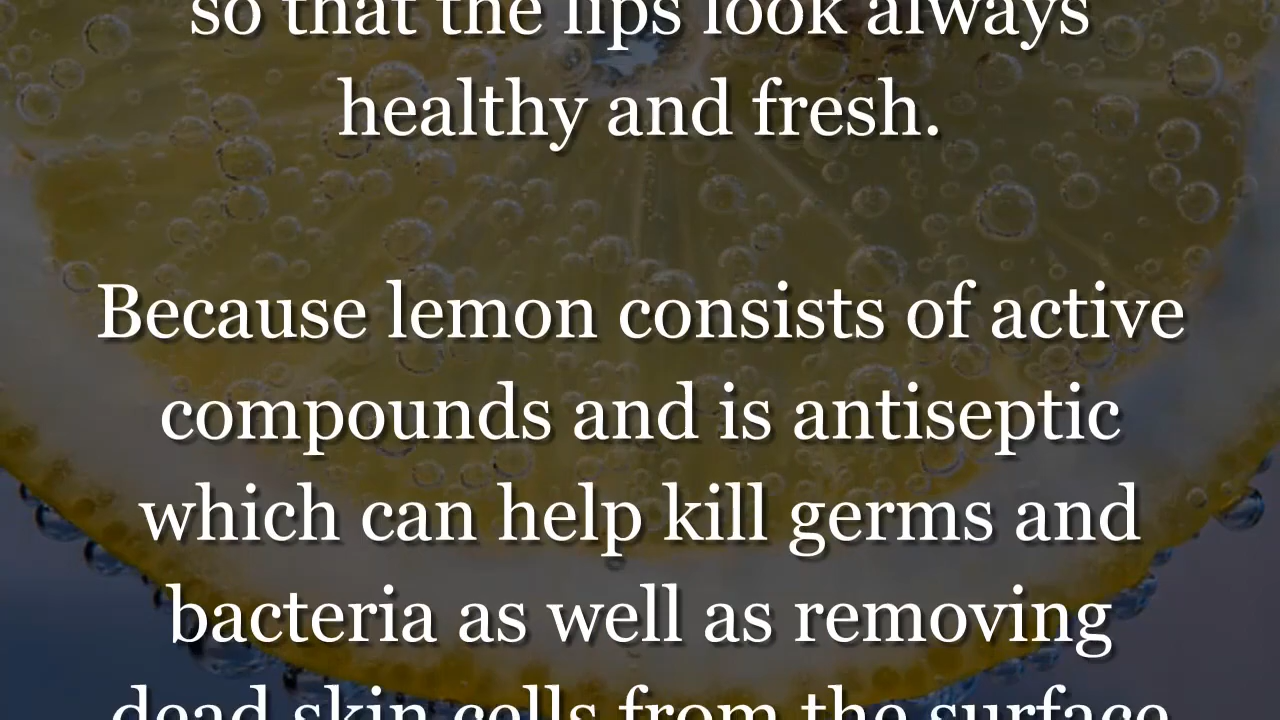 so that the lips look always
healthy and fresh.
Because lemon consists of active
compounds and is antiseptic
which can help kill germs and
bacteria as well as removing
dead skin cells from the surface